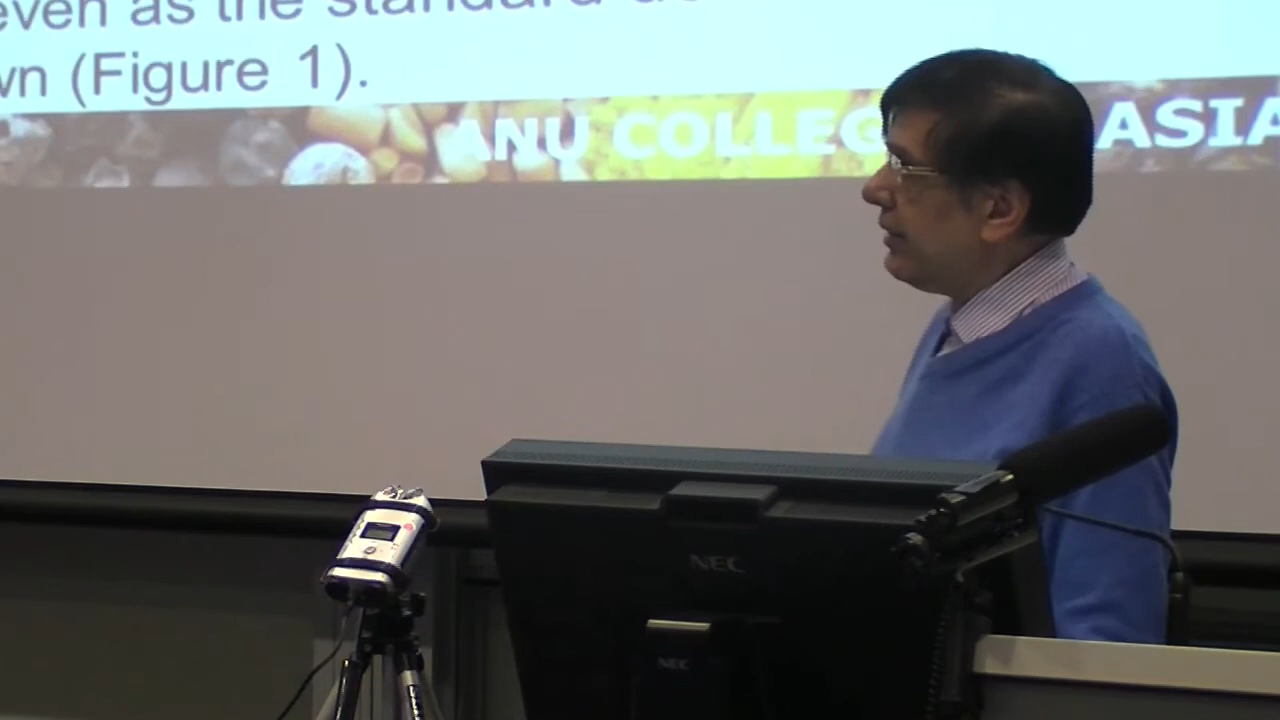 even as the standard
wn (Figure 1).
ANU COLLEG ASIA
NEC
NEC